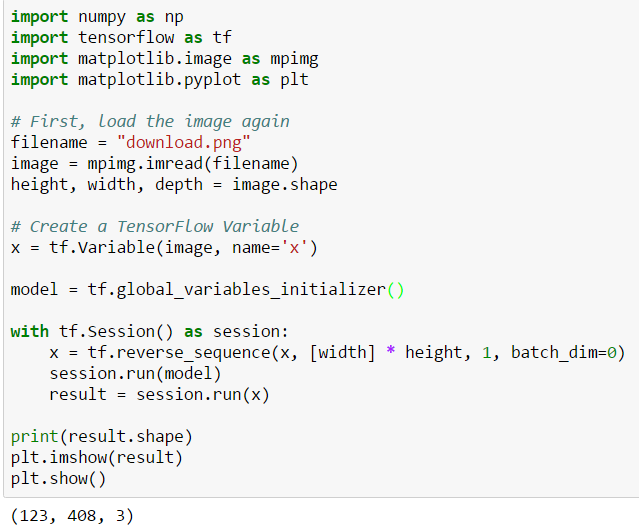 import numpy as np
import tensorflow as tf
import matplotlib.image as mpimg
import matplotlib.pyplot as plt

# First, load the image again
filename = "download.png"
image = mpimg.imread(filename)
height, width, depth = image.shape

# Create a TensorFlow Variable
x = tf.Variable(image, name='x')

model = tf.global_variables_initializer()

with tf.Session() as session:
    x = tf.reverse_sequence(x, [width] * height, 1, batch_dim=0)
    session.run(model)
    result = session.run(x)

print(result.shape)
plt.imshow(result)
plt.show()
(123, 408, 3)